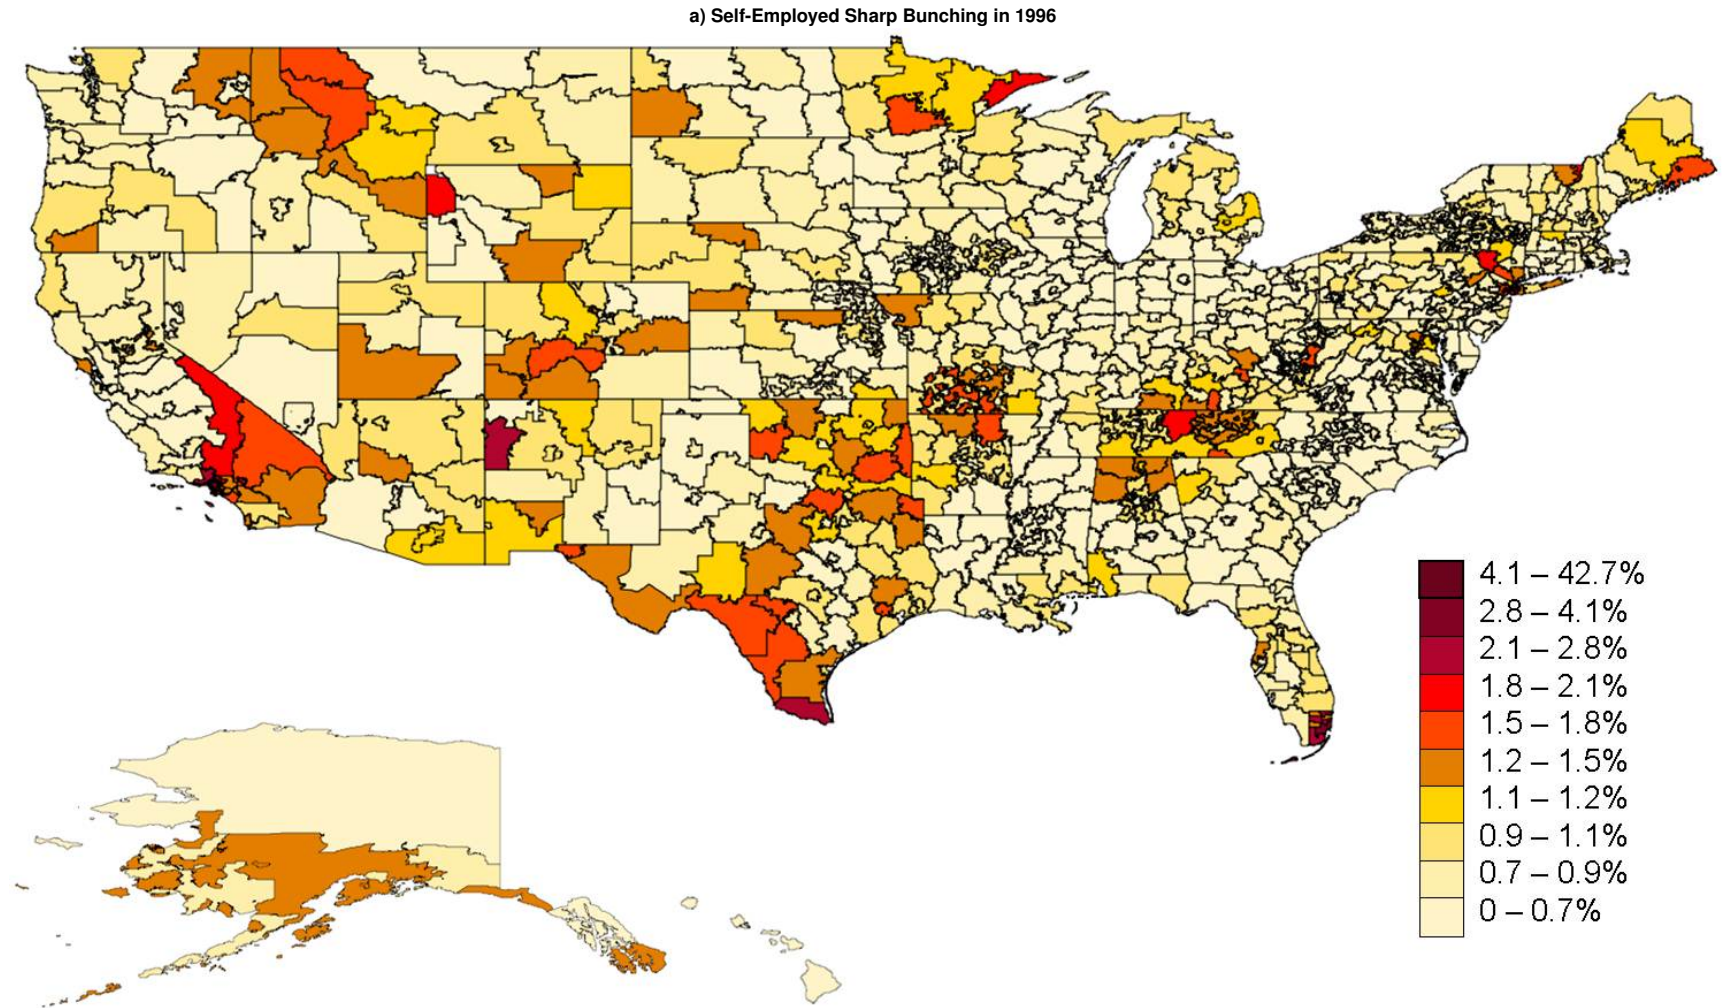 a) Self-Employed Sharp Bunching in 1996
4.1 – 42.7%
2.8 – 4.1%
2.1 – 2.8%
1.8 – 2.1%
1.5 – 1.8%
1.2 – 1.5%
1.1 – 1.2%
0.9 – 1.1%
0.7 – 0.9%
0 – 0.7%